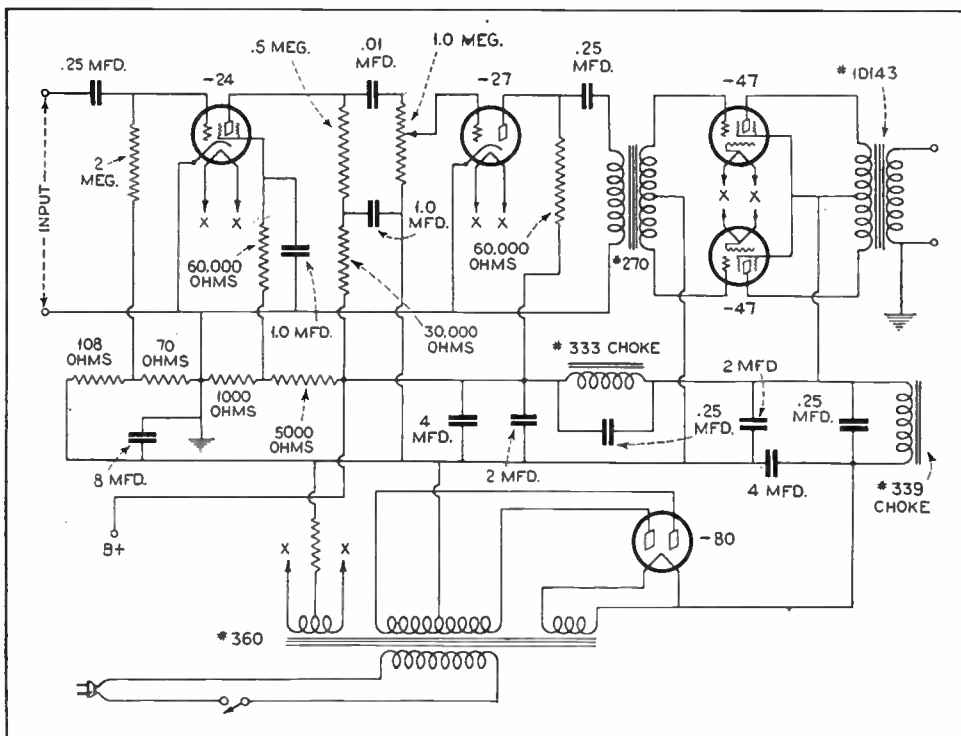 .5 MEG.
.01
MFD.
1.0 MEG.
.25 MFD.
-24
-27
.25
MFD.
-47
* 1D143
INPUT
2
MEG.
X X
1.0
MFD.
X X
X X
60,000
OHMS
60,000
OHMS
*270
-47
1.0 MFD.
30,000
OHMS
108
OHMS
70
OHMS
1000
OHMS
5000
OHMS
* 333 CHOKE
2 MFD
.25
MFD.
.25
MFD.
4
MFD.
8 MFD.
2 MFD.
4 MFD.
* 339
CHOKE
B+
X X
-80
*360